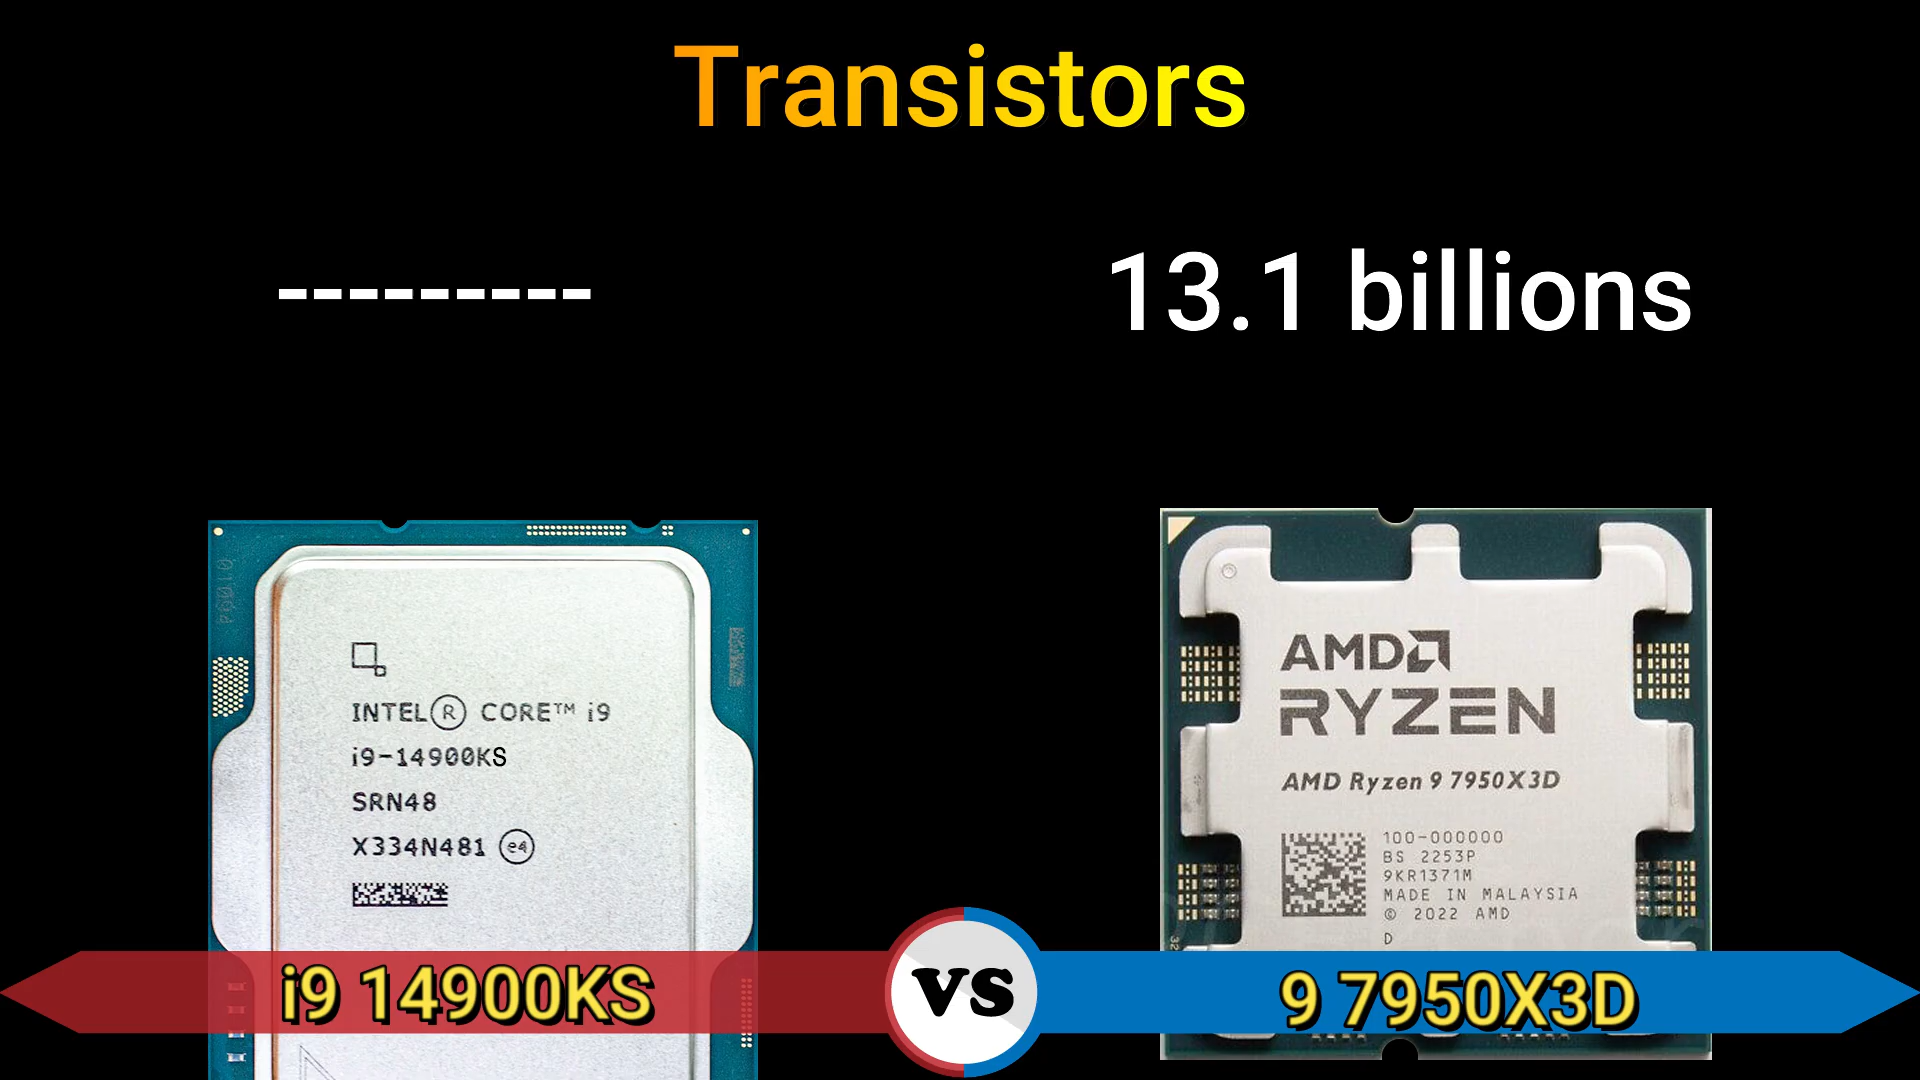 Transistors
---------
13.1 billions
INTEL® CORE™ i9
i9-14900KS
SRN48
X334N481 e4
AMD
RYZEN
AMD Ryzen 9 7950X3D
100-000000
BS 2253P
9KR1371M
MADE IN MALAYSIA
© 2022 AMD
D
i9 14900KS
VS
9 7950X3D